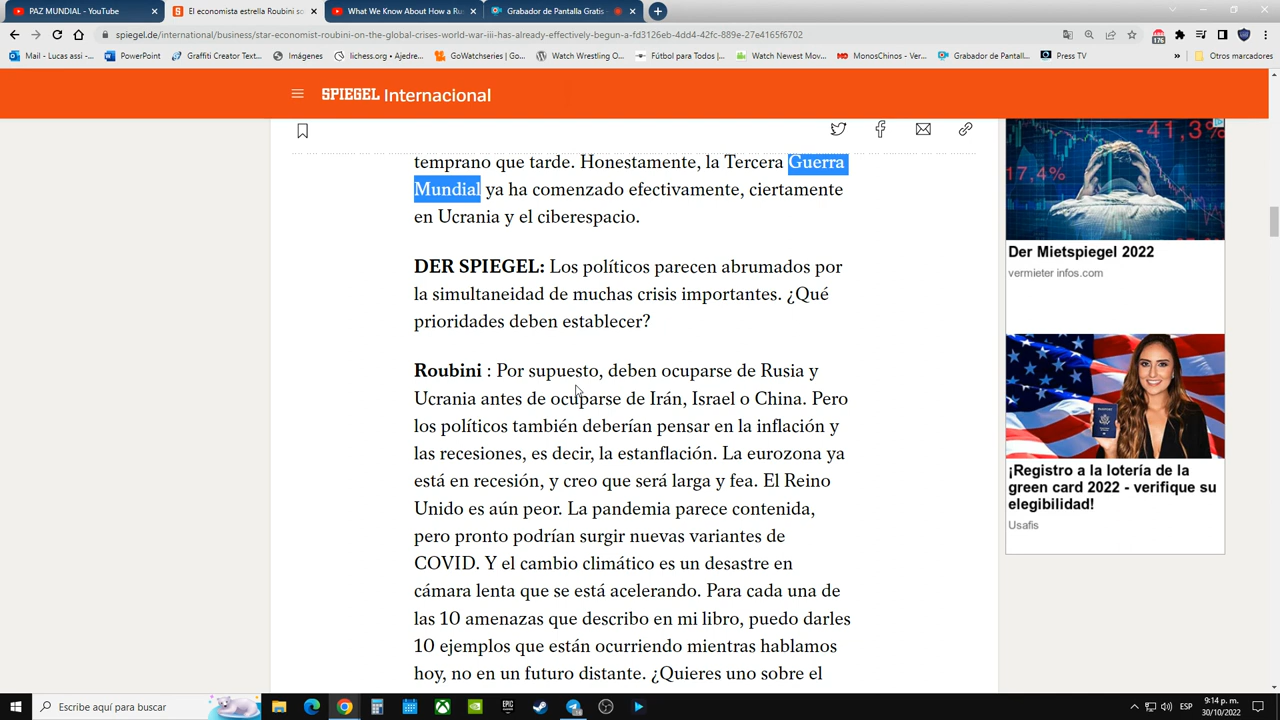 PAZ MUNDIAL - YouTube
El economista estrella Roubini so
What We Know About How a Ru
Grabador de Pantalla Gratis -
spiegel.de/international/business/star-economist-roubini-on-the-global-crises-world-war-iii-has-already-effectively-begun-a-fd3126eb-4dd4-42fc-889e-27e4165f6702
Mail - Lucas assi -...
PowerPoint
Graffiti Creator Text...
Imágenes
lichess.org • Ajedre...
GoWatchseries | Go...
Watch Wrestling O...
Fútbol para Todos |...
Watch Newest Mov...
MonosChinos - Ver...
Grabador de Pantall...
Press TV
»
Otros marcadores
176
SPIEGEL Internacional
temprano que tarde. Honestamente, la Tercera Guerra
Mundial ya ha comenzado efectivamente, ciertamente
en Ucrania y el ciberespacio.
DER SPIEGEL: Los políticos parecen abrumados por
la simultaneidad de muchas crisis importantes. ¿Qué
prioridades deben establecer?
Roubini : Por supuesto, deben ocuparse de Rusia y
Ucrania antes de ocuparse de Irán, Israel o China. Pero
los políticos también deberían pensar en la inflación y
las recesiones, es decir, la estanflación. La eurozona ya
está en recesión, y creo que será larga y fea. El Reino
Unido es aún peor. La pandemia parece contenida,
pero pronto podrían surgir nuevas variantes de
COVID. Y el cambio climático es un desastre en
cámara lenta que se está acelerando. Para cada una de
las 10 amenazas que describo en mi libro, puedo darles
10 ejemplos que están ocurriendo mientras hablamos
hoy, no en un futuro distante. ¿Quieres uno sobre el
-41,3%
17,4%
Der Mietspiegel 2022
vermieter infos.com
PASSPORT
¡Registro a la lotería de la
green card 2022 - verifique su
elegibilidad!
Usafis
Escribe aquí para buscar
EPIC
ESP
9:14 p. m.
30/10/2022